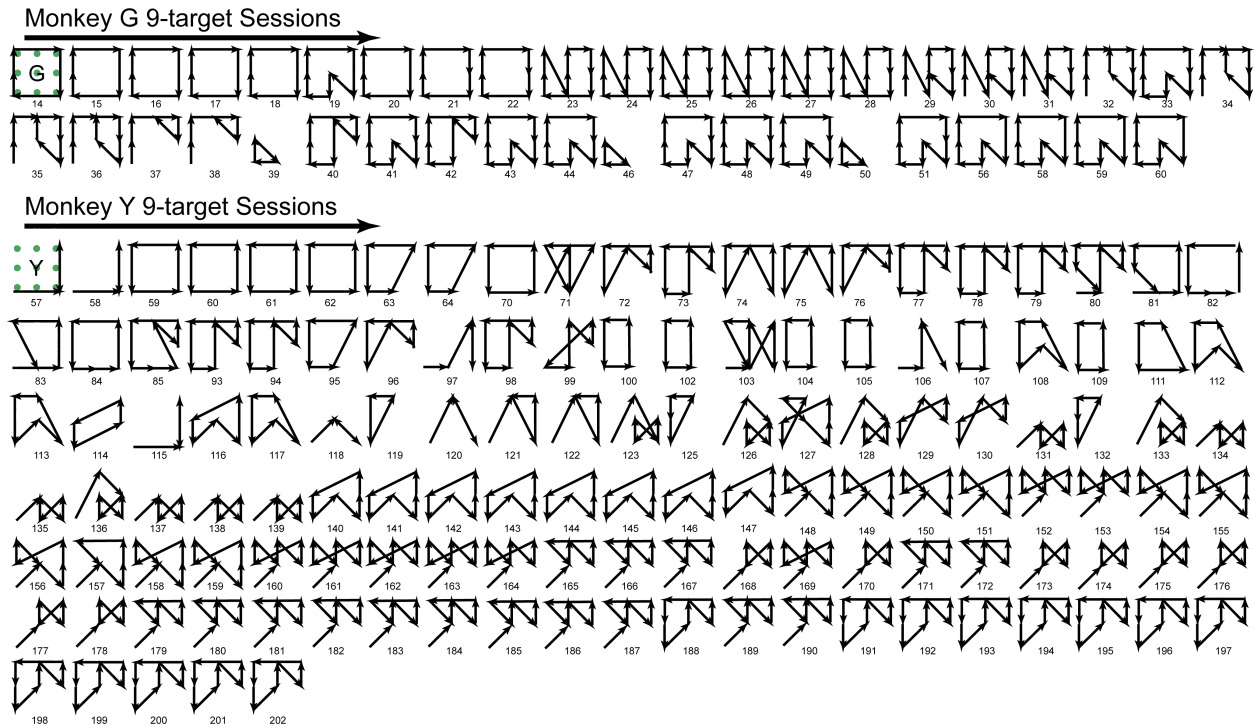 Monkey G 9-target Sessions
G
14 15 16 17 18 19 20 21 22 23 24 25 26 27 28 29 30 31 32 33 34
35 36 37 38 39 40 41 42 43 44 46 47 48 49 50 51 56 58 59 60
Monkey Y 9-target Sessions
Y
57 58 59 60 61 62 63 64 70 71 72 73 74 75 76 77 78 79 80 81 82
83 84 85 93 94 95 96 97 98 99 100 102 103 104 105 106 107 108 109 111 112
113 114 115 116 117 118 119 120 121 122 123 125 126 127 128 129 130 131 132 133 134
135 136 137 138 139 140 141 142 143 144 145 146 147 148 149 150 151 152 153 154 155
156 157 158 159 160 161 162 163 164 165 166 167 168 169 170 171 172 173 174 175 176
177 178 179 180 181 182 183 184 185 186 187 188 189 190 191 192 193 194 195 196 197
198 199 200 201 202